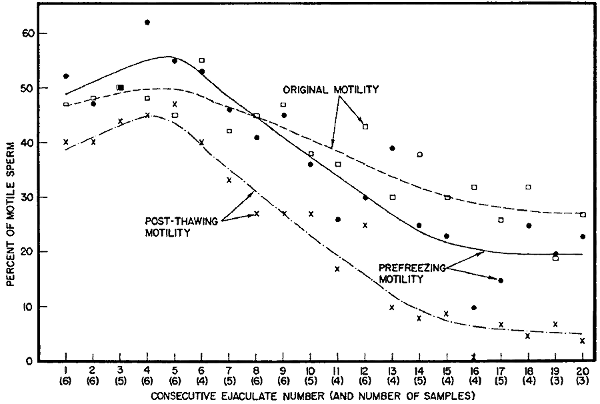 60
50
40
30
20
10
0
PERCENT OF MOTILE SPERM
ORIGINAL MOTILITY
POST-THAWING
MOTILITY
PREFREEZING
MOTILITY
1 2 3 4 5 6 7 8 9 10 11 12 13 14 15 16 17 18 19 20
(6) (6) (5) (6) (6) (4) (5) (6) (6) (5) (4) (6) (4) (5) (4) (4) (5) (4) (3) (3)
CONSECUTIVE EJACULATE NUMBER (AND NUMBER OF SAMPLES)